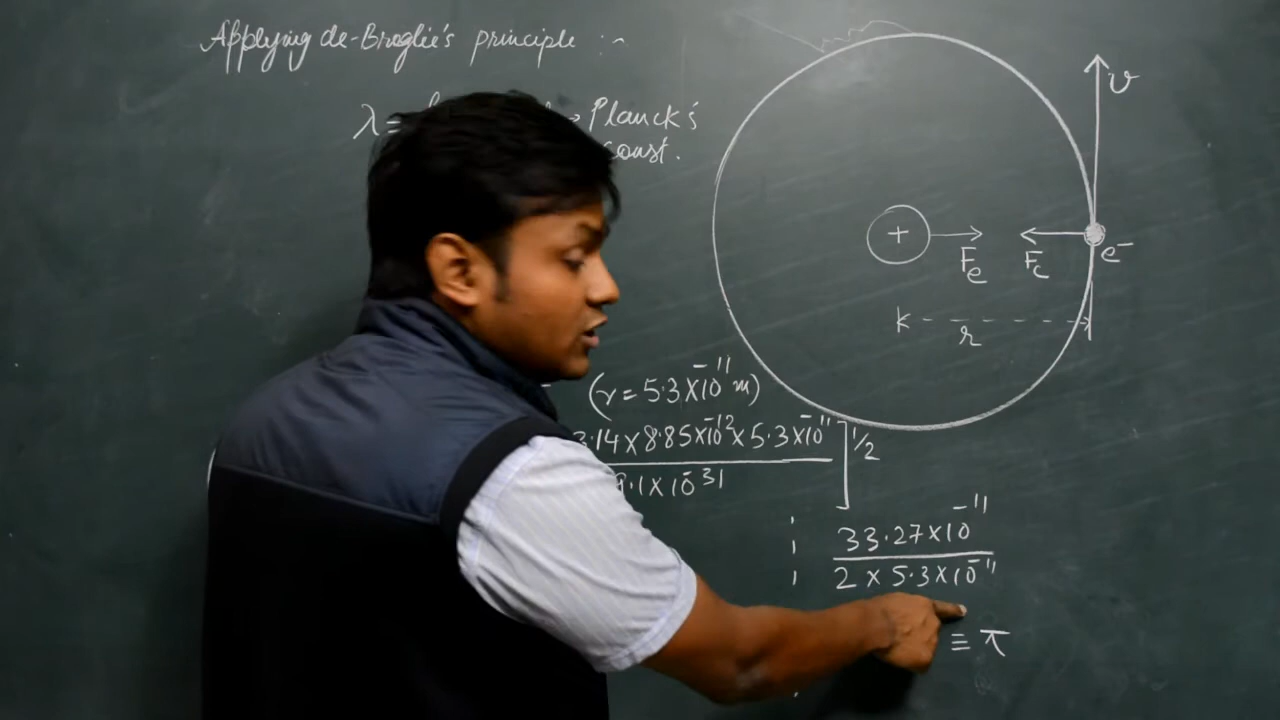 Applying de-Broglie's principle :~
λ =
→ Planck's
const.
v
+
Fe
Fc
e⁻
r
(r = 5.3×10⁻¹¹ m)
3.14×8.85×10⁻¹²×5.3×10⁻¹¹ ]1/2
9.1×10⁻³¹
33.27×10⁻¹¹
2 × 5.3×10⁻¹¹
≡ π